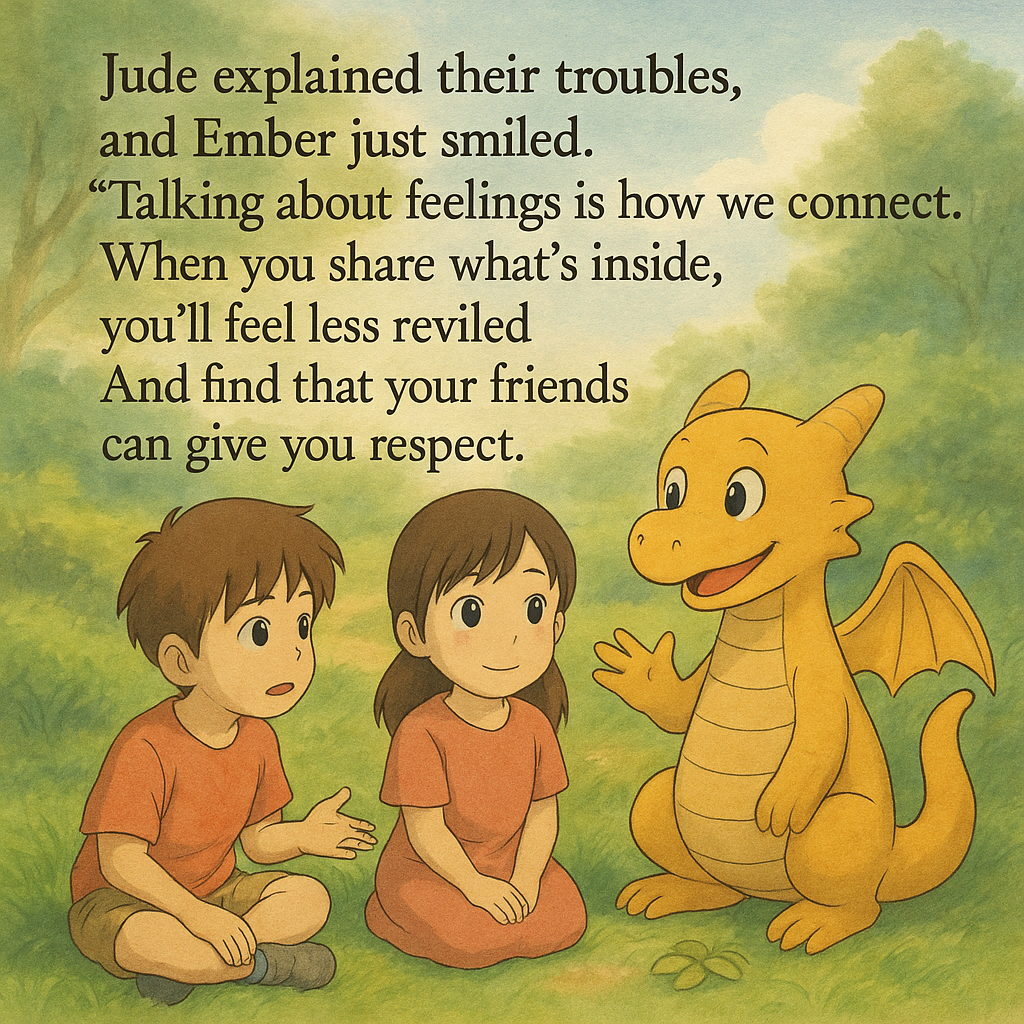 Jude explained their troubles,
and Ember just smiled.
“Talking about feelings is how we connect.
When you share what’s inside,
you’ll feel less reviled
And find that your friends
can give you respect.